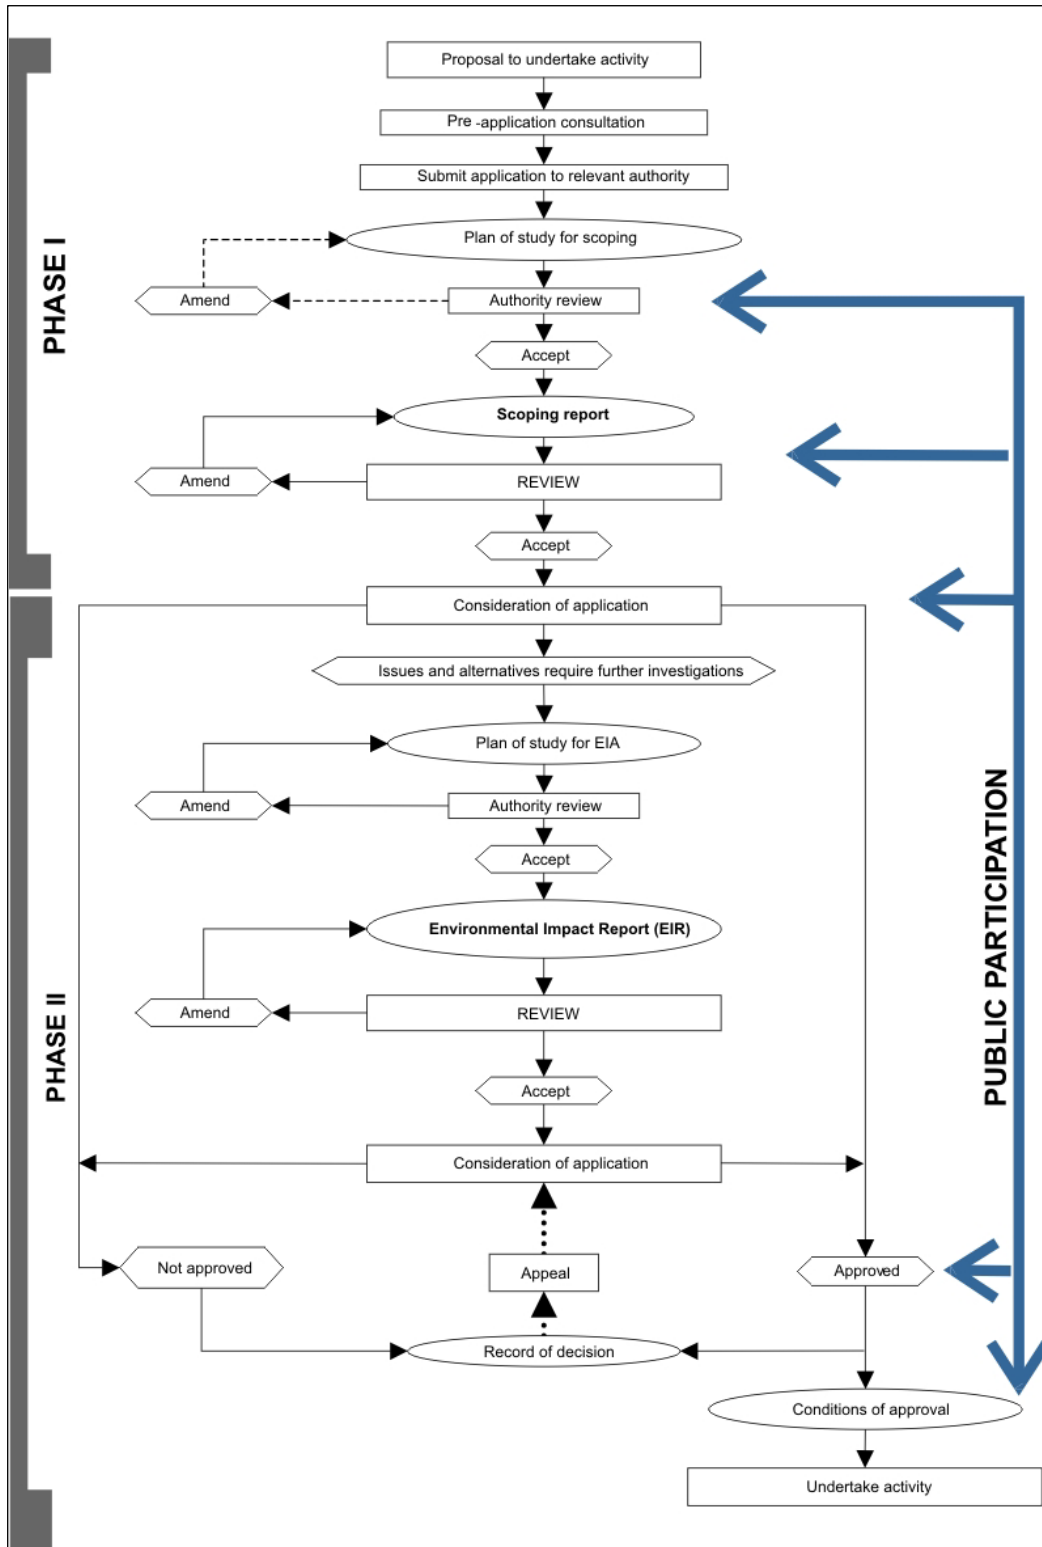 Proposal to undertake activity
Pre -application consultation
Submit application to relevant authority
Plan of study for scoping
Amend
Authority review
Accept
Scoping report
Amend
REVIEW
Accept
PHASE I
Consideration of application
Issues and alternatives require further investigations
Plan of study for EIA
Amend
Authority review
Accept
Environmental Impact Report (EIR)
Amend
REVIEW
Accept
Consideration of application
Not approved
Appeal
Approved
Record of decision
Conditions of approval
Undertake activity
PHASE II
PUBLIC PARTICIPATION